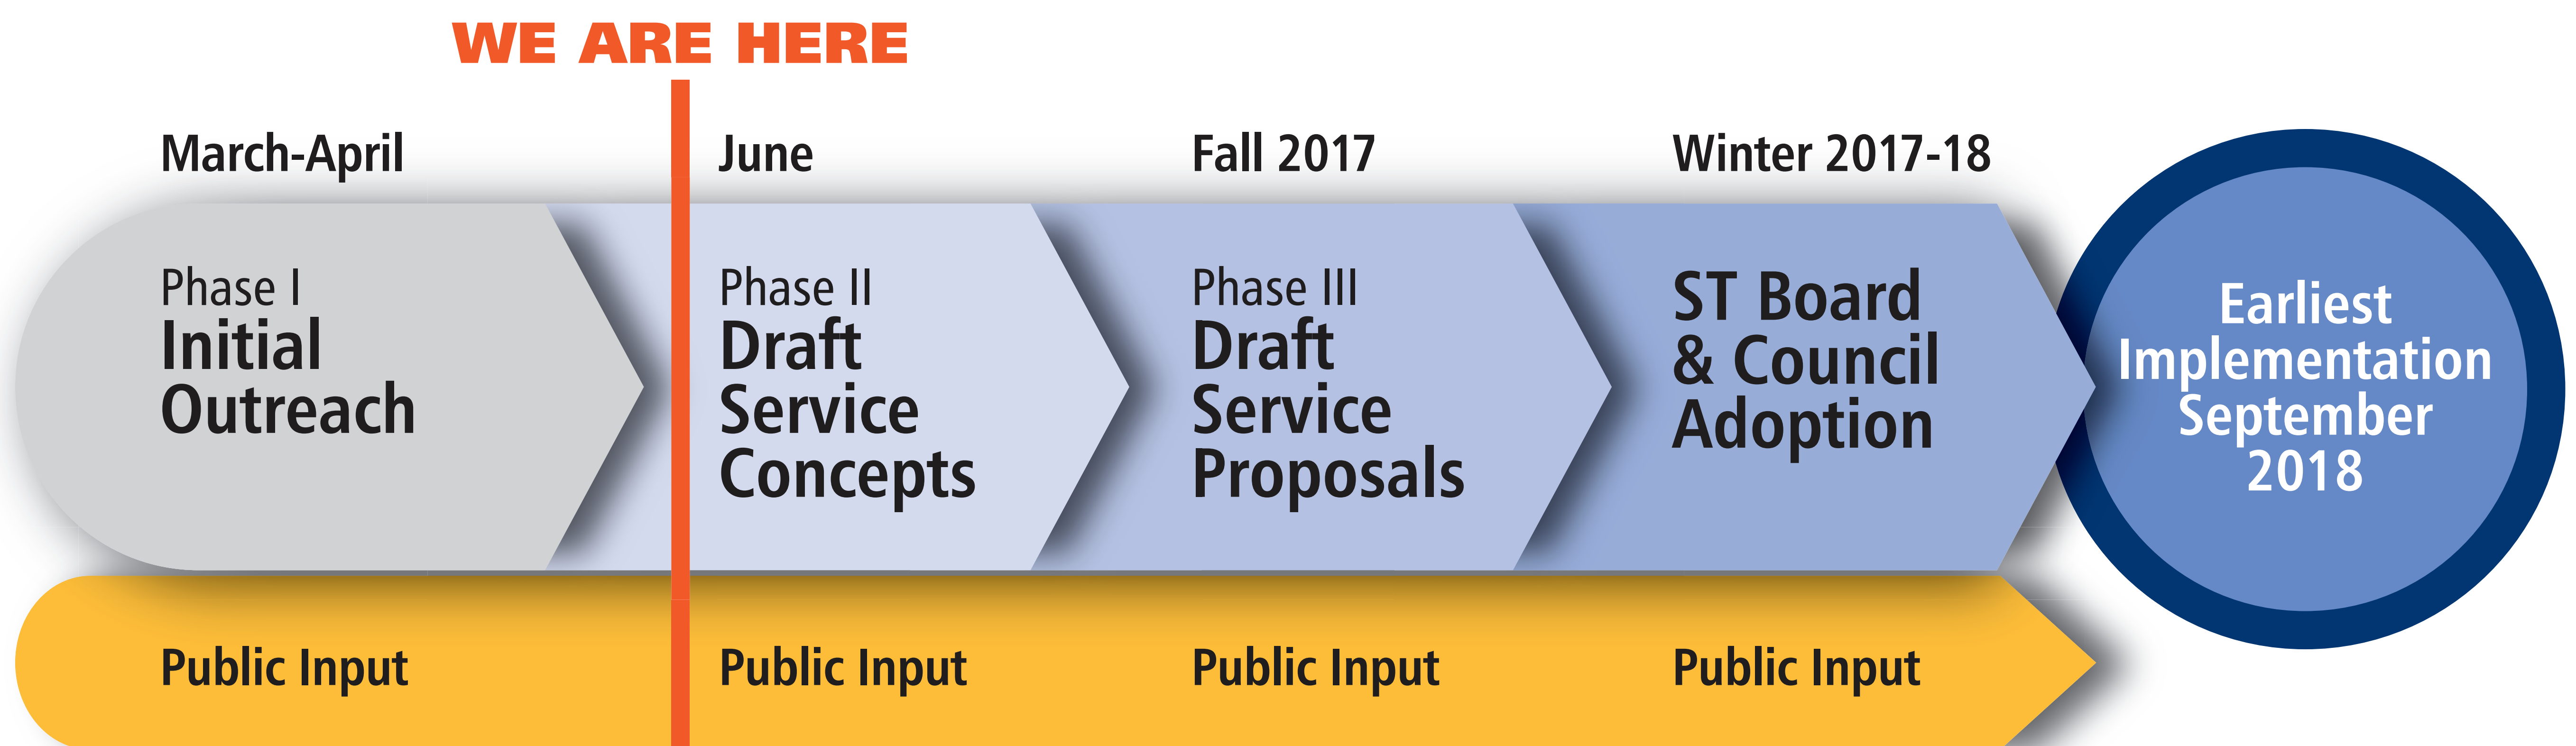 WE ARE HERE
March-April
June
Fall 2017
Winter 2017-18
Phase I
Initial
Outreach
Phase II
Draft
Service
Concepts
Phase III
Draft
Service
Proposals
ST Board
& Council
Adoption
Earliest
Implementation
September
2018
Public Input
Public Input
Public Input
Public Input